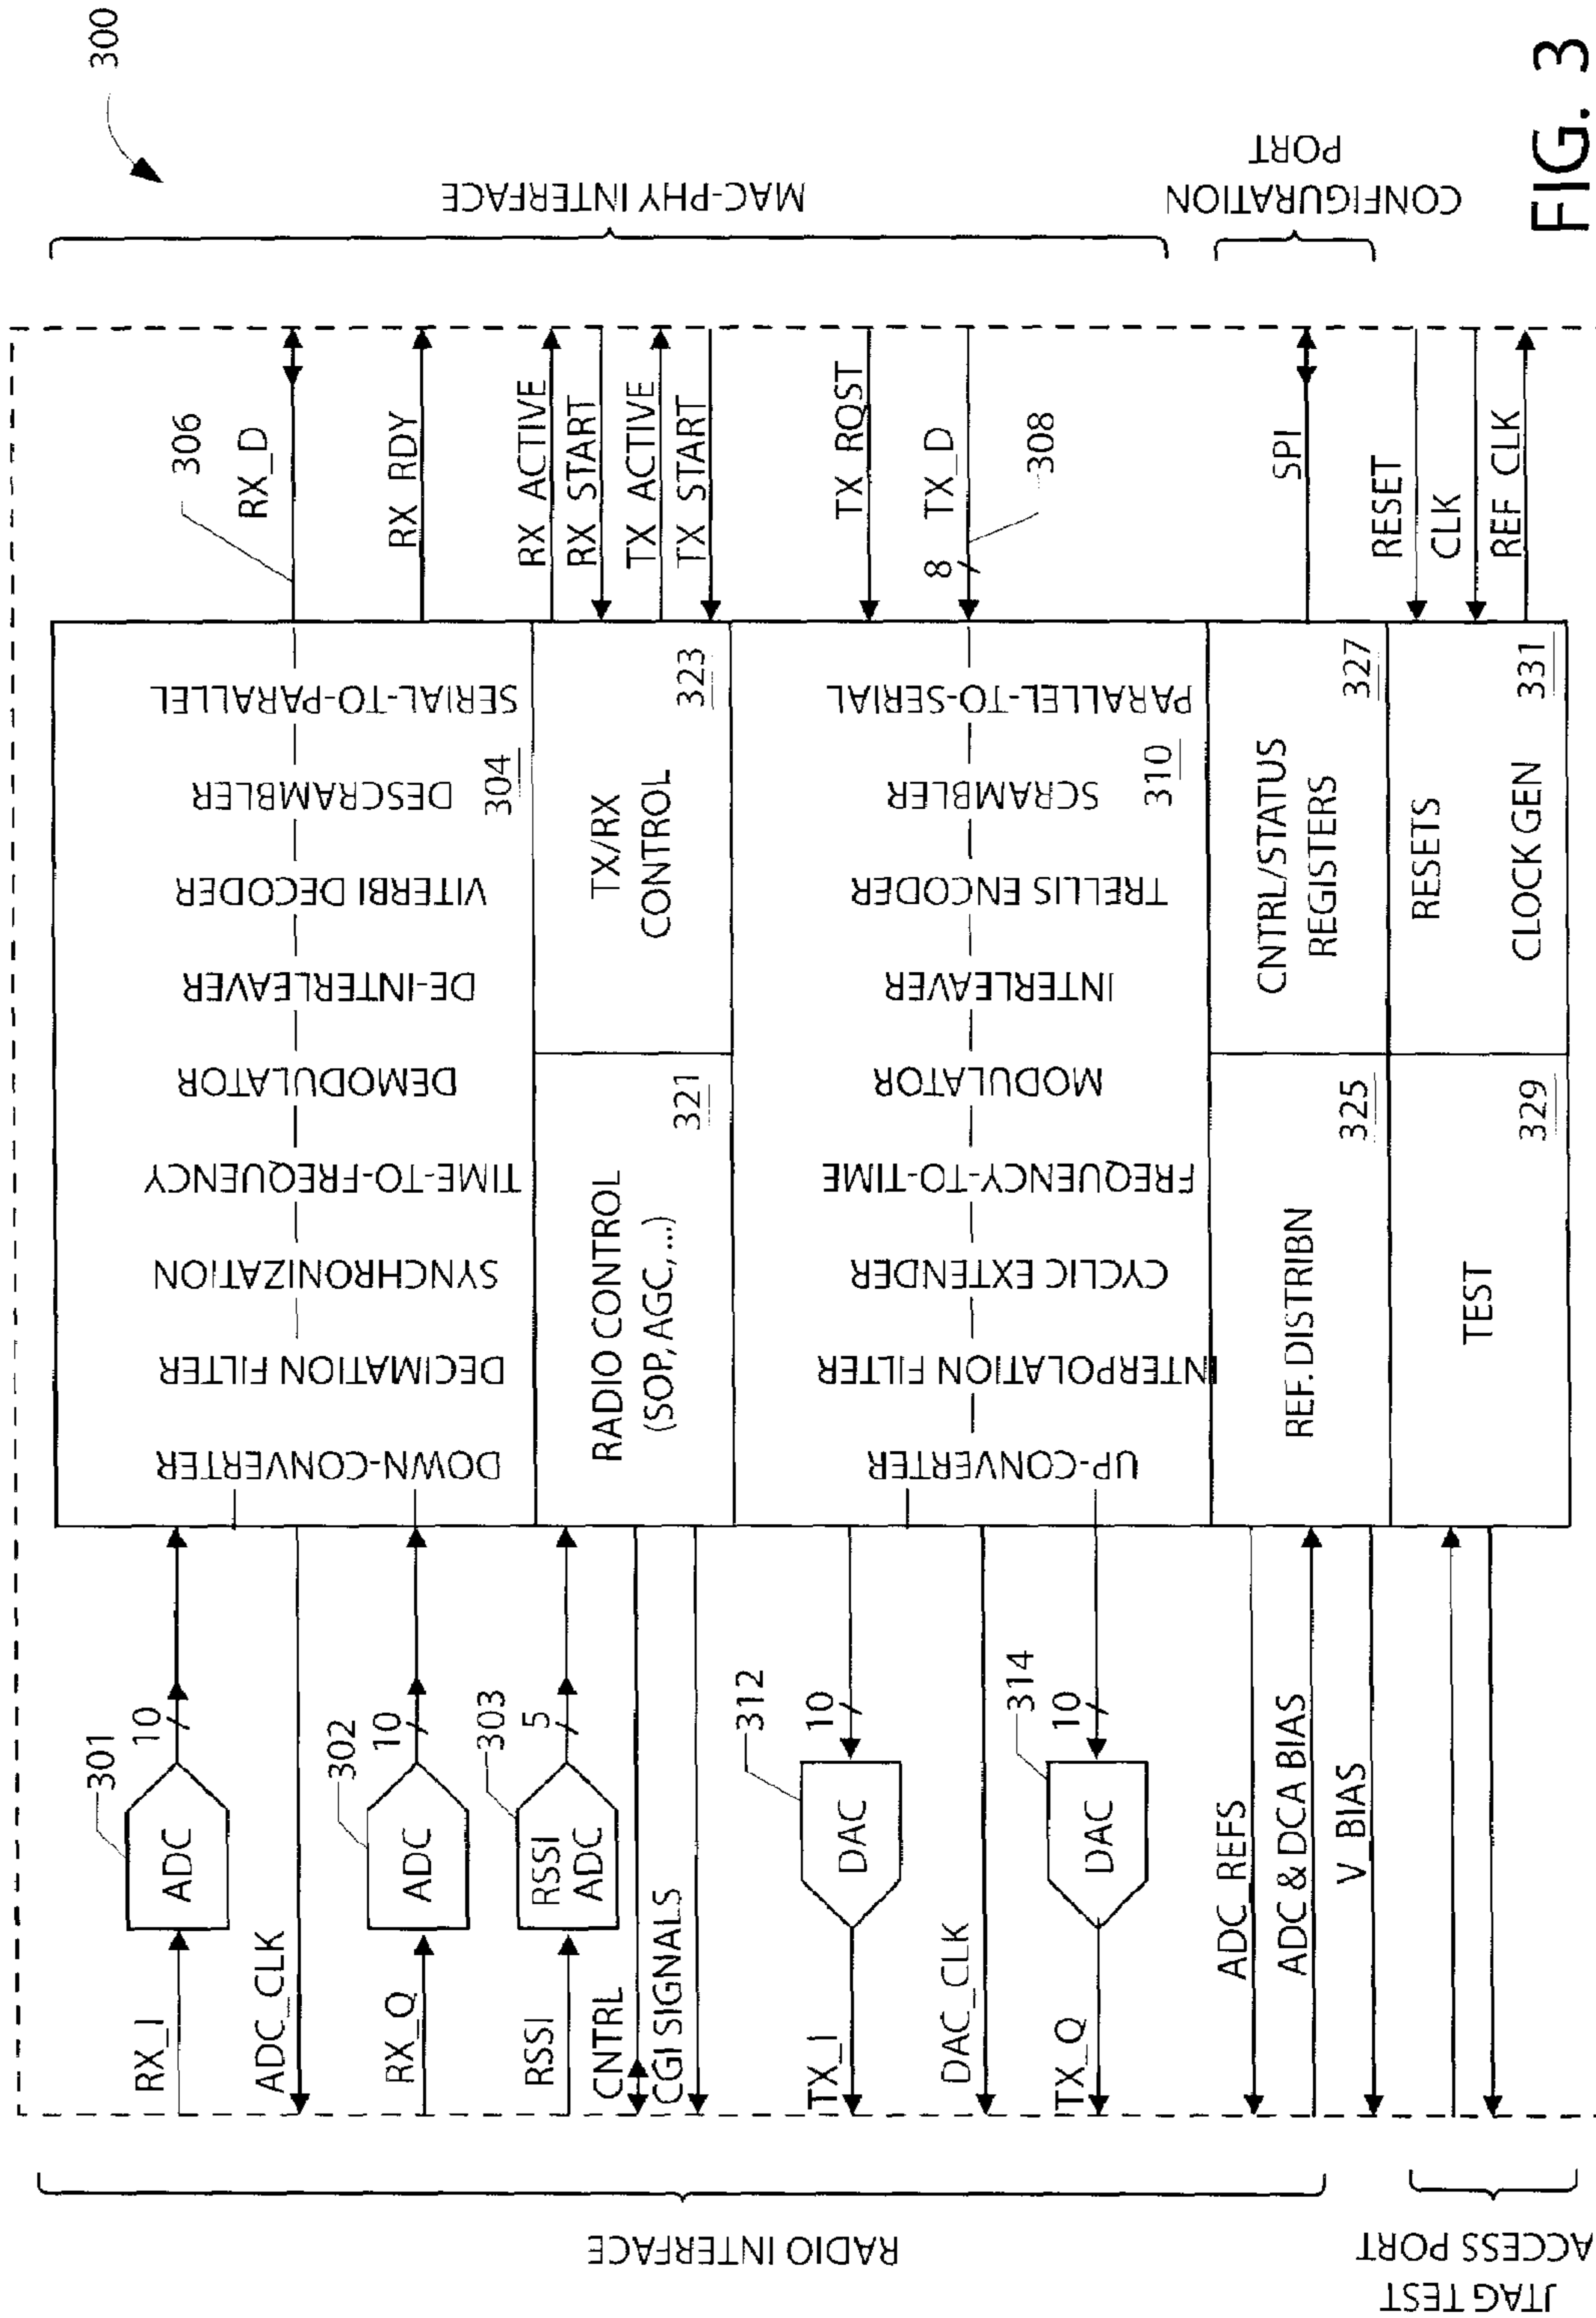 300
FIG. 3
RADIO INTERFACE
JTAG TEST
ACCESS PORT
MAC-PHY INTERFACE
CONFIGURATION
PORT
RX_I
ADC
301
10
ADC_CLK
RX_Q
ADC
302
10
RSSI
RSSI
ADC
303
5
CNTRL
CGI SIGNALS
TX_I
DAC
312
10
DAC_CLK
TX_Q
DAC
314
10
ADC_REFS
ADC & DCA BIAS
V_BIAS
DOWN-CONVERTER
DECIMATION FILTER
SYNCHRONIZATION
TIME-TO-FREQUENCY
DEMODULATOR
DE-INTERLEAVER
VITERBI DECODER
DESCRAMBLER
SERIAL-TO-PARALLEL
304
RADIO CONTROL
(SOP, AGC, ...)
321
TX/RX
CONTROL
323
UP-CONVERTER
NTERPOLATION FILTER
CYCLIC EXTENDER
FREQUENCY-TO-TIME
MODULATOR
INTERLEAVER
TRELLIS ENCODER
SCRAMBLER
PARALLEL-TO-SERIAL
310
REF. DISTRIBN
325
CNTRL/STATUS
REGISTERS
327
TEST
329
RESETS
CLOCK GEN
331
306
RX_D
RX_RDY
RX_ACTIVE
RX_START
TX_ACTIVE
TX_START
TX_RQST
8
TX_D
308
SPI
RESET
CLK
REF_CLK